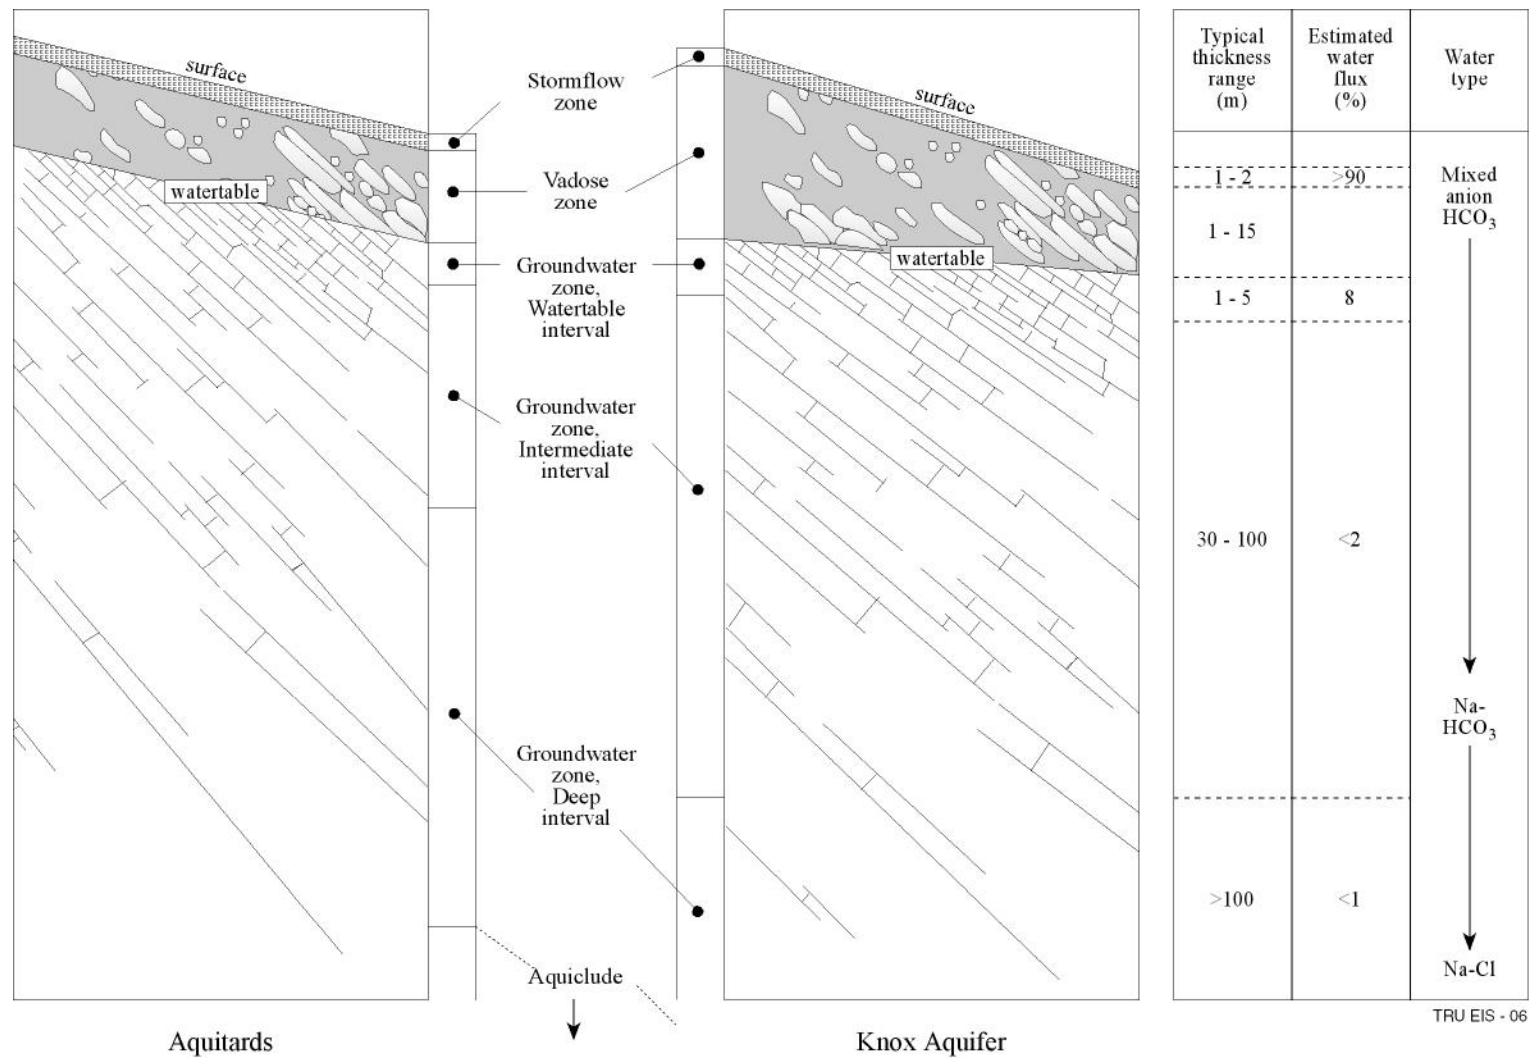 surface
watertable
Stormflow
zone
Vadose
zone
Groundwater
zone,
Watertable
interval
Groundwater
zone,
Intermediate
interval
Groundwater
zone,
Deep
interval
Aquiclude
surface
watertable
Typical
thickness
range
(m)
Estimated
water
flux
(%)
Water
type
1 - 2 >90
1 - 15
1 - 5 8
30 - 100 <2
>100 <1
Mixed
anion
HCO₃
Na-
HCO₃
Na-Cl
TRU EIS - 06
Aquitards
Knox Aquifer